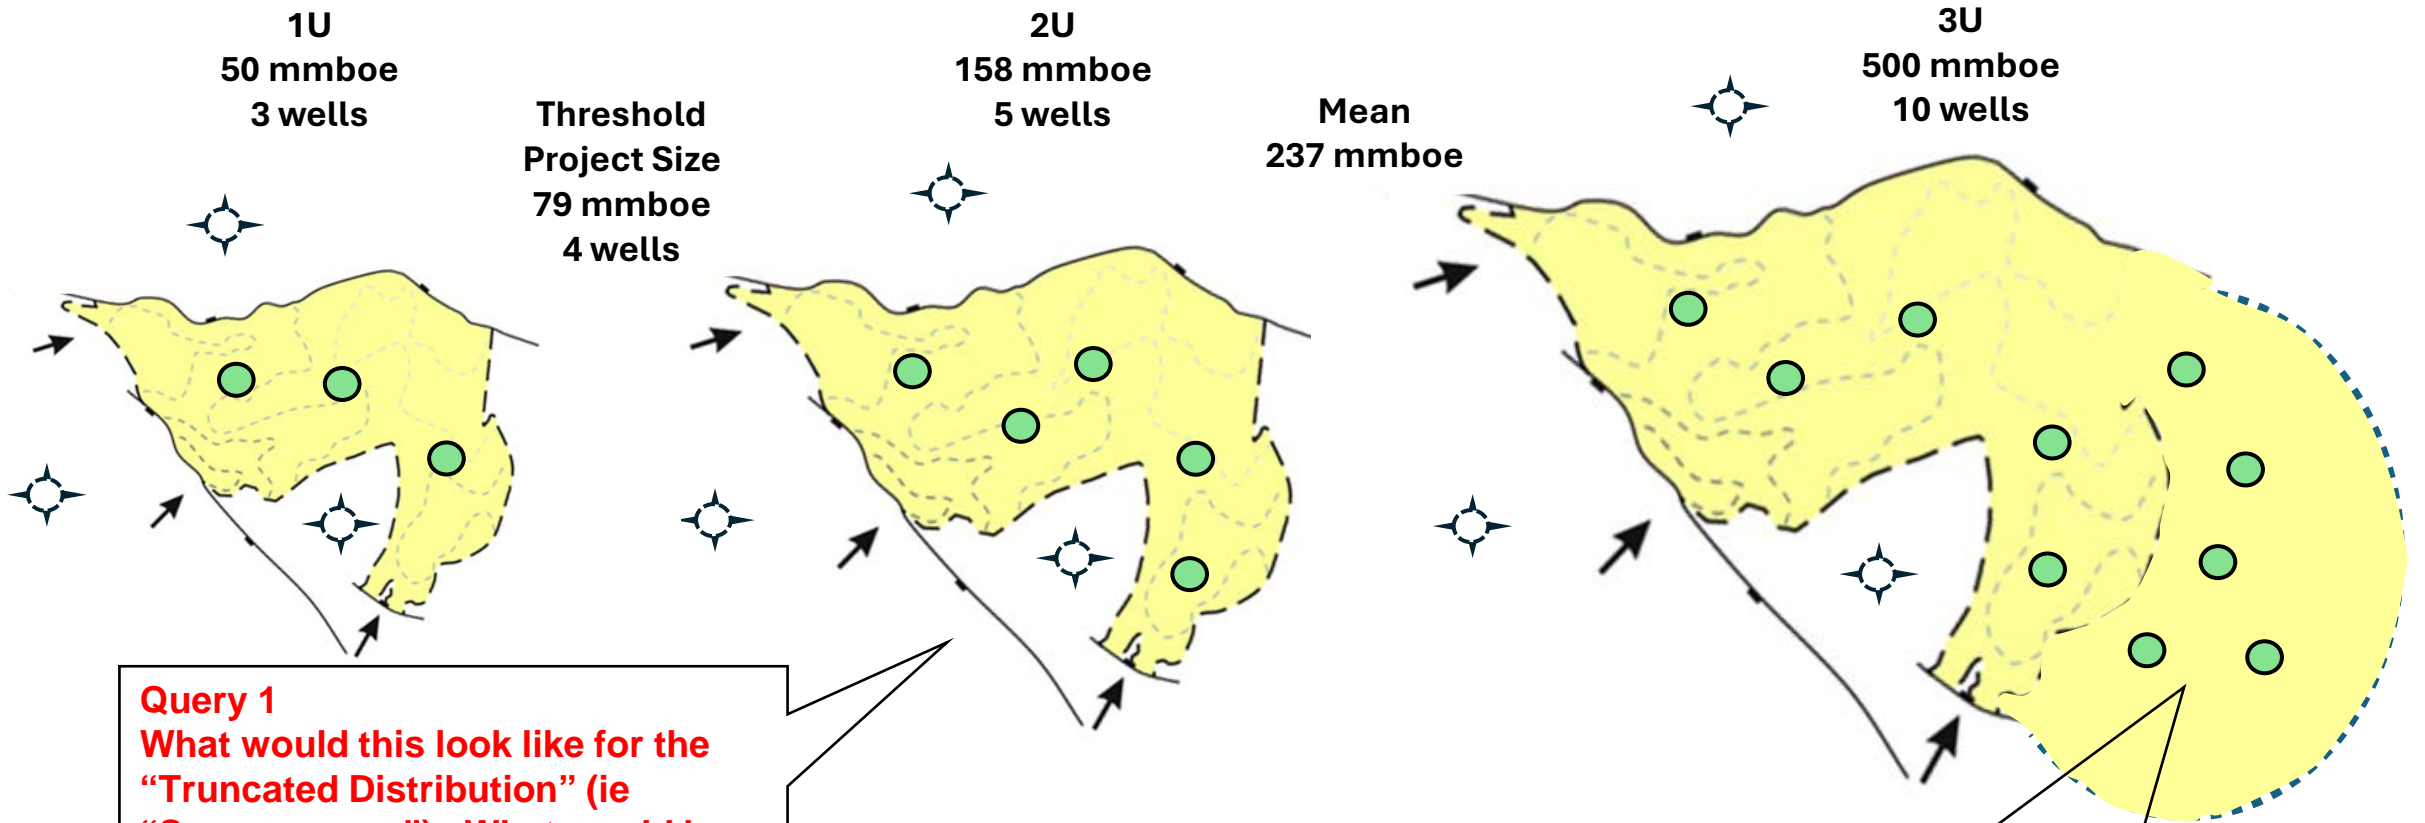 1U
50 mmboe
3 wells
Threshold
Project Size
79 mmboe
4 wells
2U
158 mmboe
5 wells
Mean
237 mmboe
3U
500 mmboe
10 wells
Query 1
What would this look like for the
“Truncated Distribution” (ie